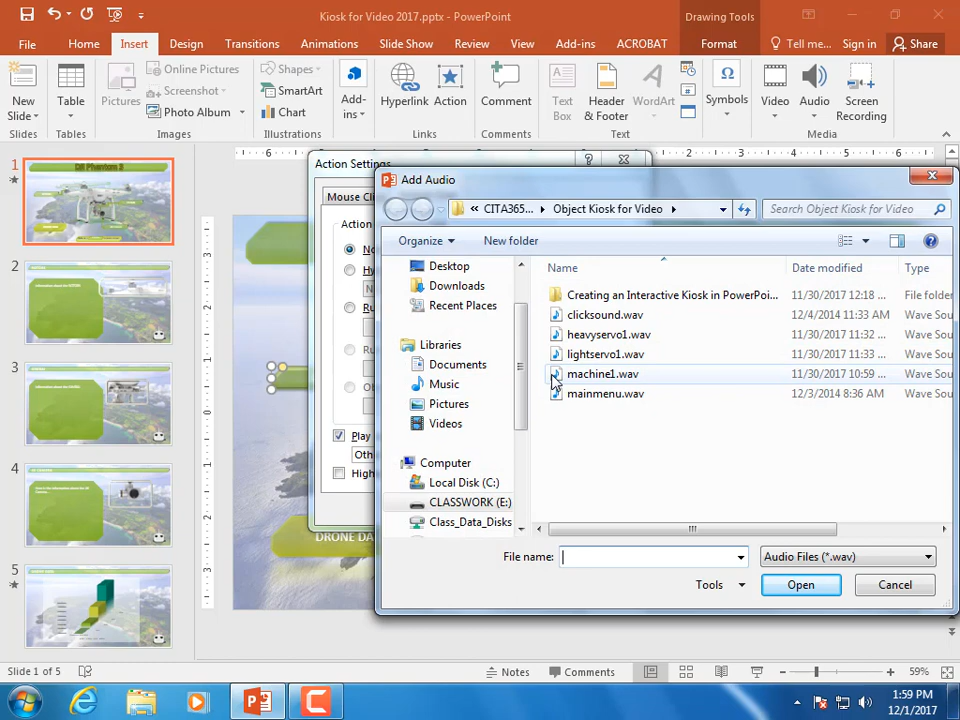 Kiosk for Video 2017.pptx - PowerPoint
Drawing Tools
File
Home
Insert
Design
Transitions
Animations
Slide Show
Review
View
Add-ins
ACROBAT
Format
Tell me...
Sign in
Share
New
Slide
Table
Pictures
Online Pictures
Screenshot
Photo Album
Shapes
SmartArt
Chart
Add-
ins
Hyperlink
Action
Comment
Text
Box
Header
& Footer
WordArt
Symbols
Video
Audio
Screen
Recording
Slides
Tables
Images
Illustrations
Links
Comments
Text
Media
1
2
3
4
5
Action Settings
Mouse Cli
Action
Play
Oth
High
DRONE DA
Add Audio
« CITA365...
Object Kiosk for Video
Search Object Kiosk for Video
Organize
New folder
Desktop
Downloads
Recent Places
Libraries
Documents
Music
Pictures
Videos
Computer
Local Disk (C:)
CLASSWORK (E:)
Class_Data_Disks
Name
Date modified
Type
Creating an Interactive Kiosk in PowerPoi...
11/30/2017 12:18 ...
File folder
clicksound.wav
12/4/2014 11:33 AM
Wave Sou
heavyservo1.wav
11/30/2017 11:32 ...
Wave Sou
lightservo1.wav
11/30/2017 11:33 ...
Wave Sou
machine1.wav
11/30/2017 10:59 ...
Wave Sou
mainmenu.wav
12/3/2014 8:36 AM
Wave Sou
File name:
Audio Files (*.wav)
Tools
Open
Cancel
Slide 1 of 5
Notes
Comments
59%
1:59 PM
12/1/2017